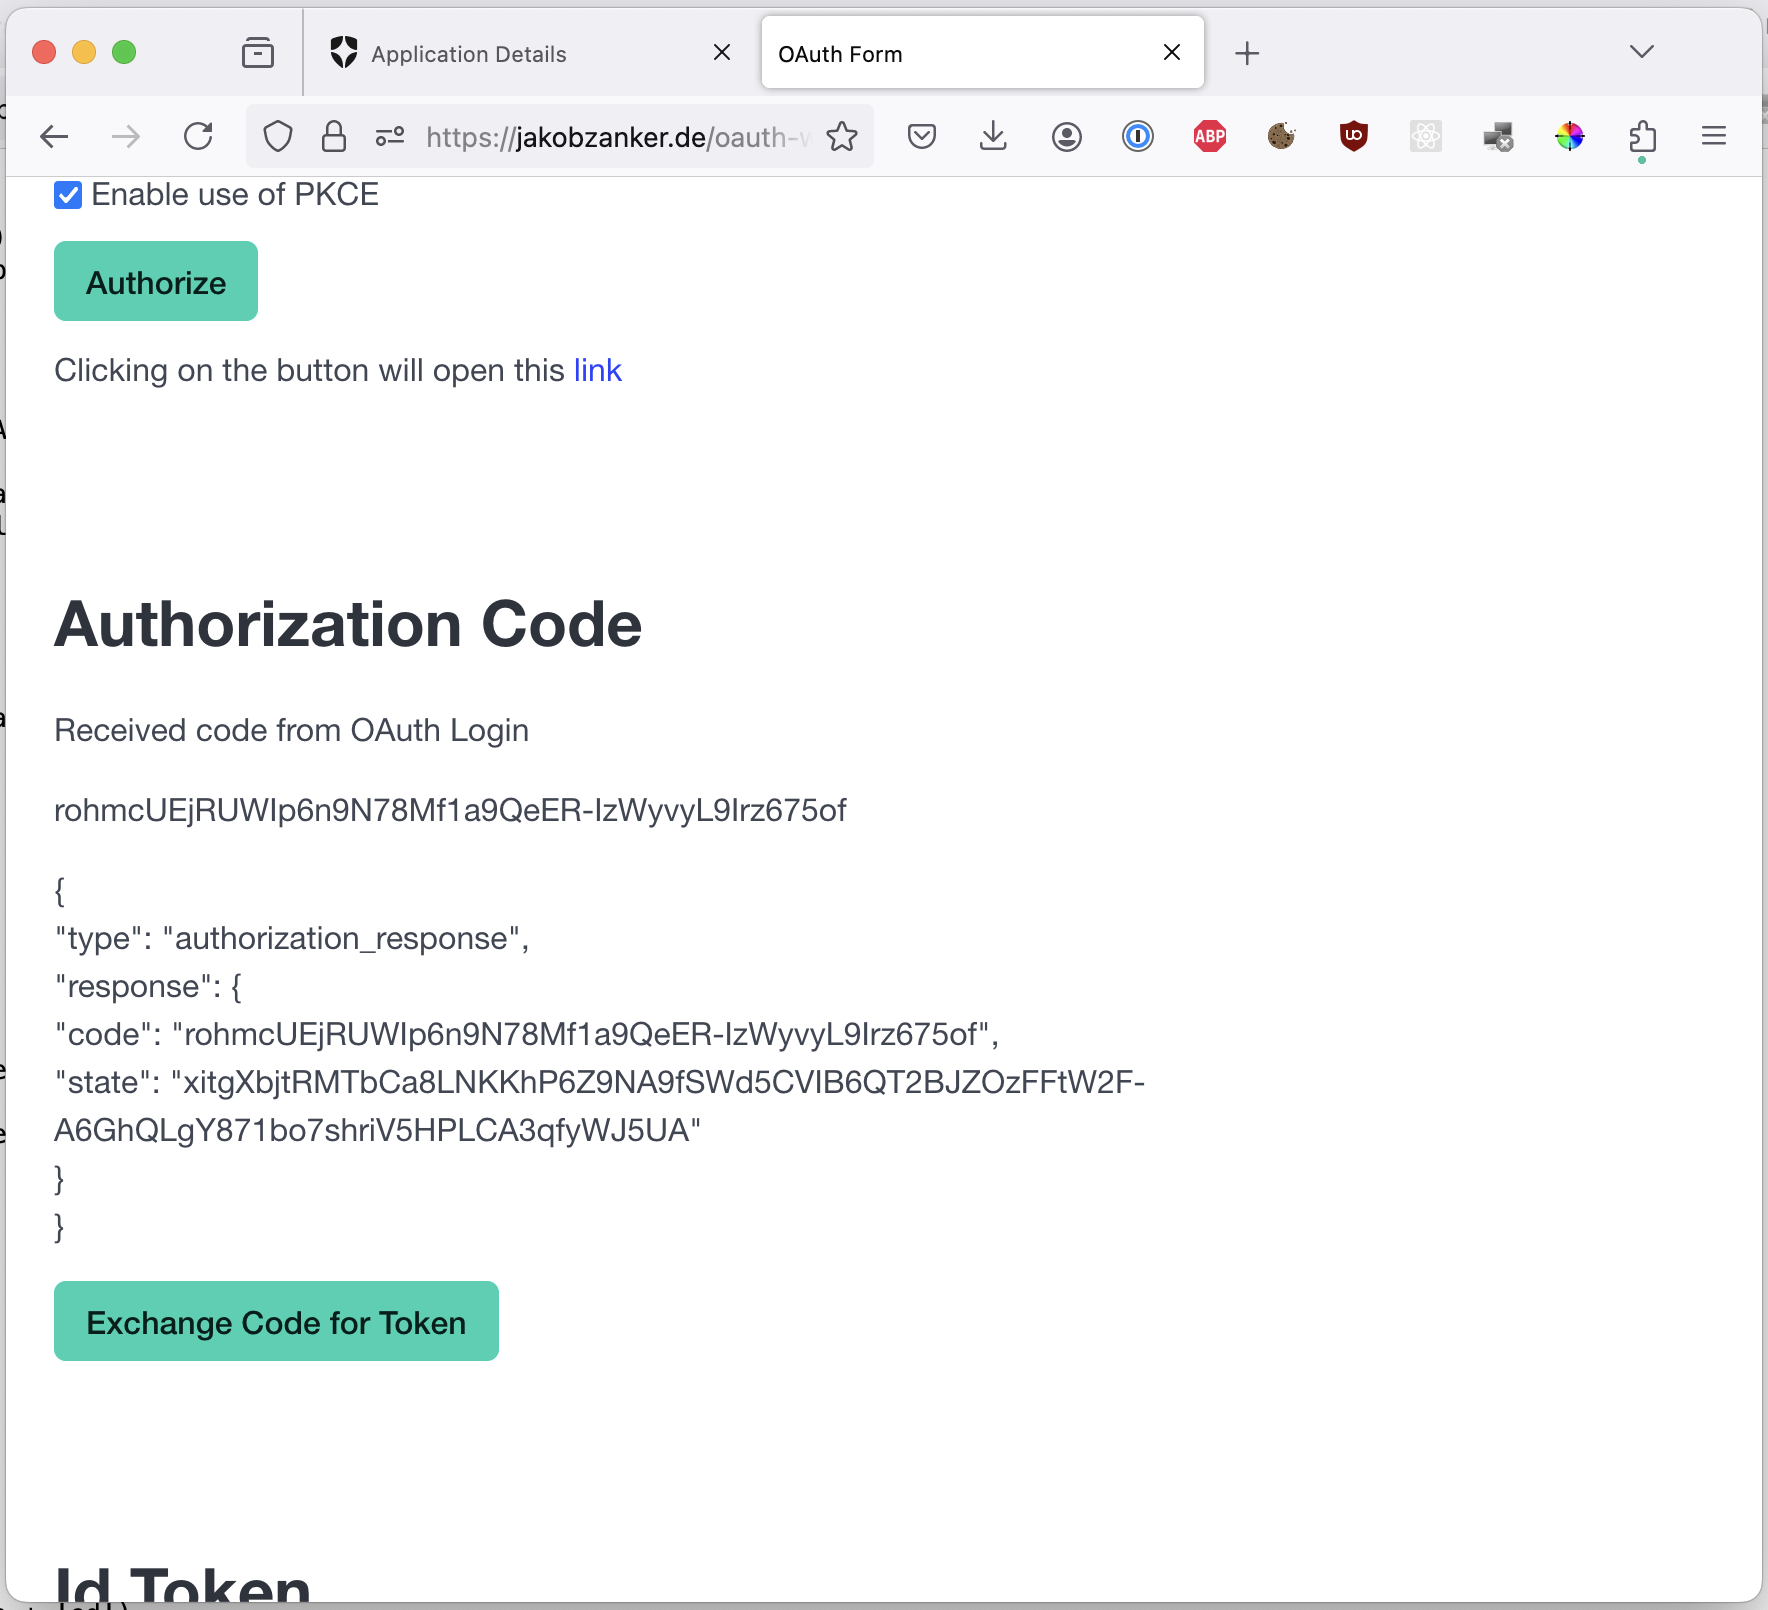 Application Details
OAuth Form
https://jakobzanker.de/oauth-w
ABP
Enable use of PKCE
Authorize
Clicking on the button will open this link
Authorization Code
Received code from OAuth Login
rohmcUEjRUWIp6n9N78Mf1a9QeER-IzWyvyL9Irz675of
{
"type": "authorization_response",
"response": {
"code": "rohmcUEjRUWIp6n9N78Mf1a9QeER-IzWyvyL9Irz675of",
"state": "xitgXbjtRMTbCa8LNKKhP6Z9NA9fSWd5CVIB6QT2BJZOzFFtW2F-
A6GhQLgY871bo7shriV5HPLCA3qfyWJ5UA"
}
}
Exchange Code for Token
Id Token